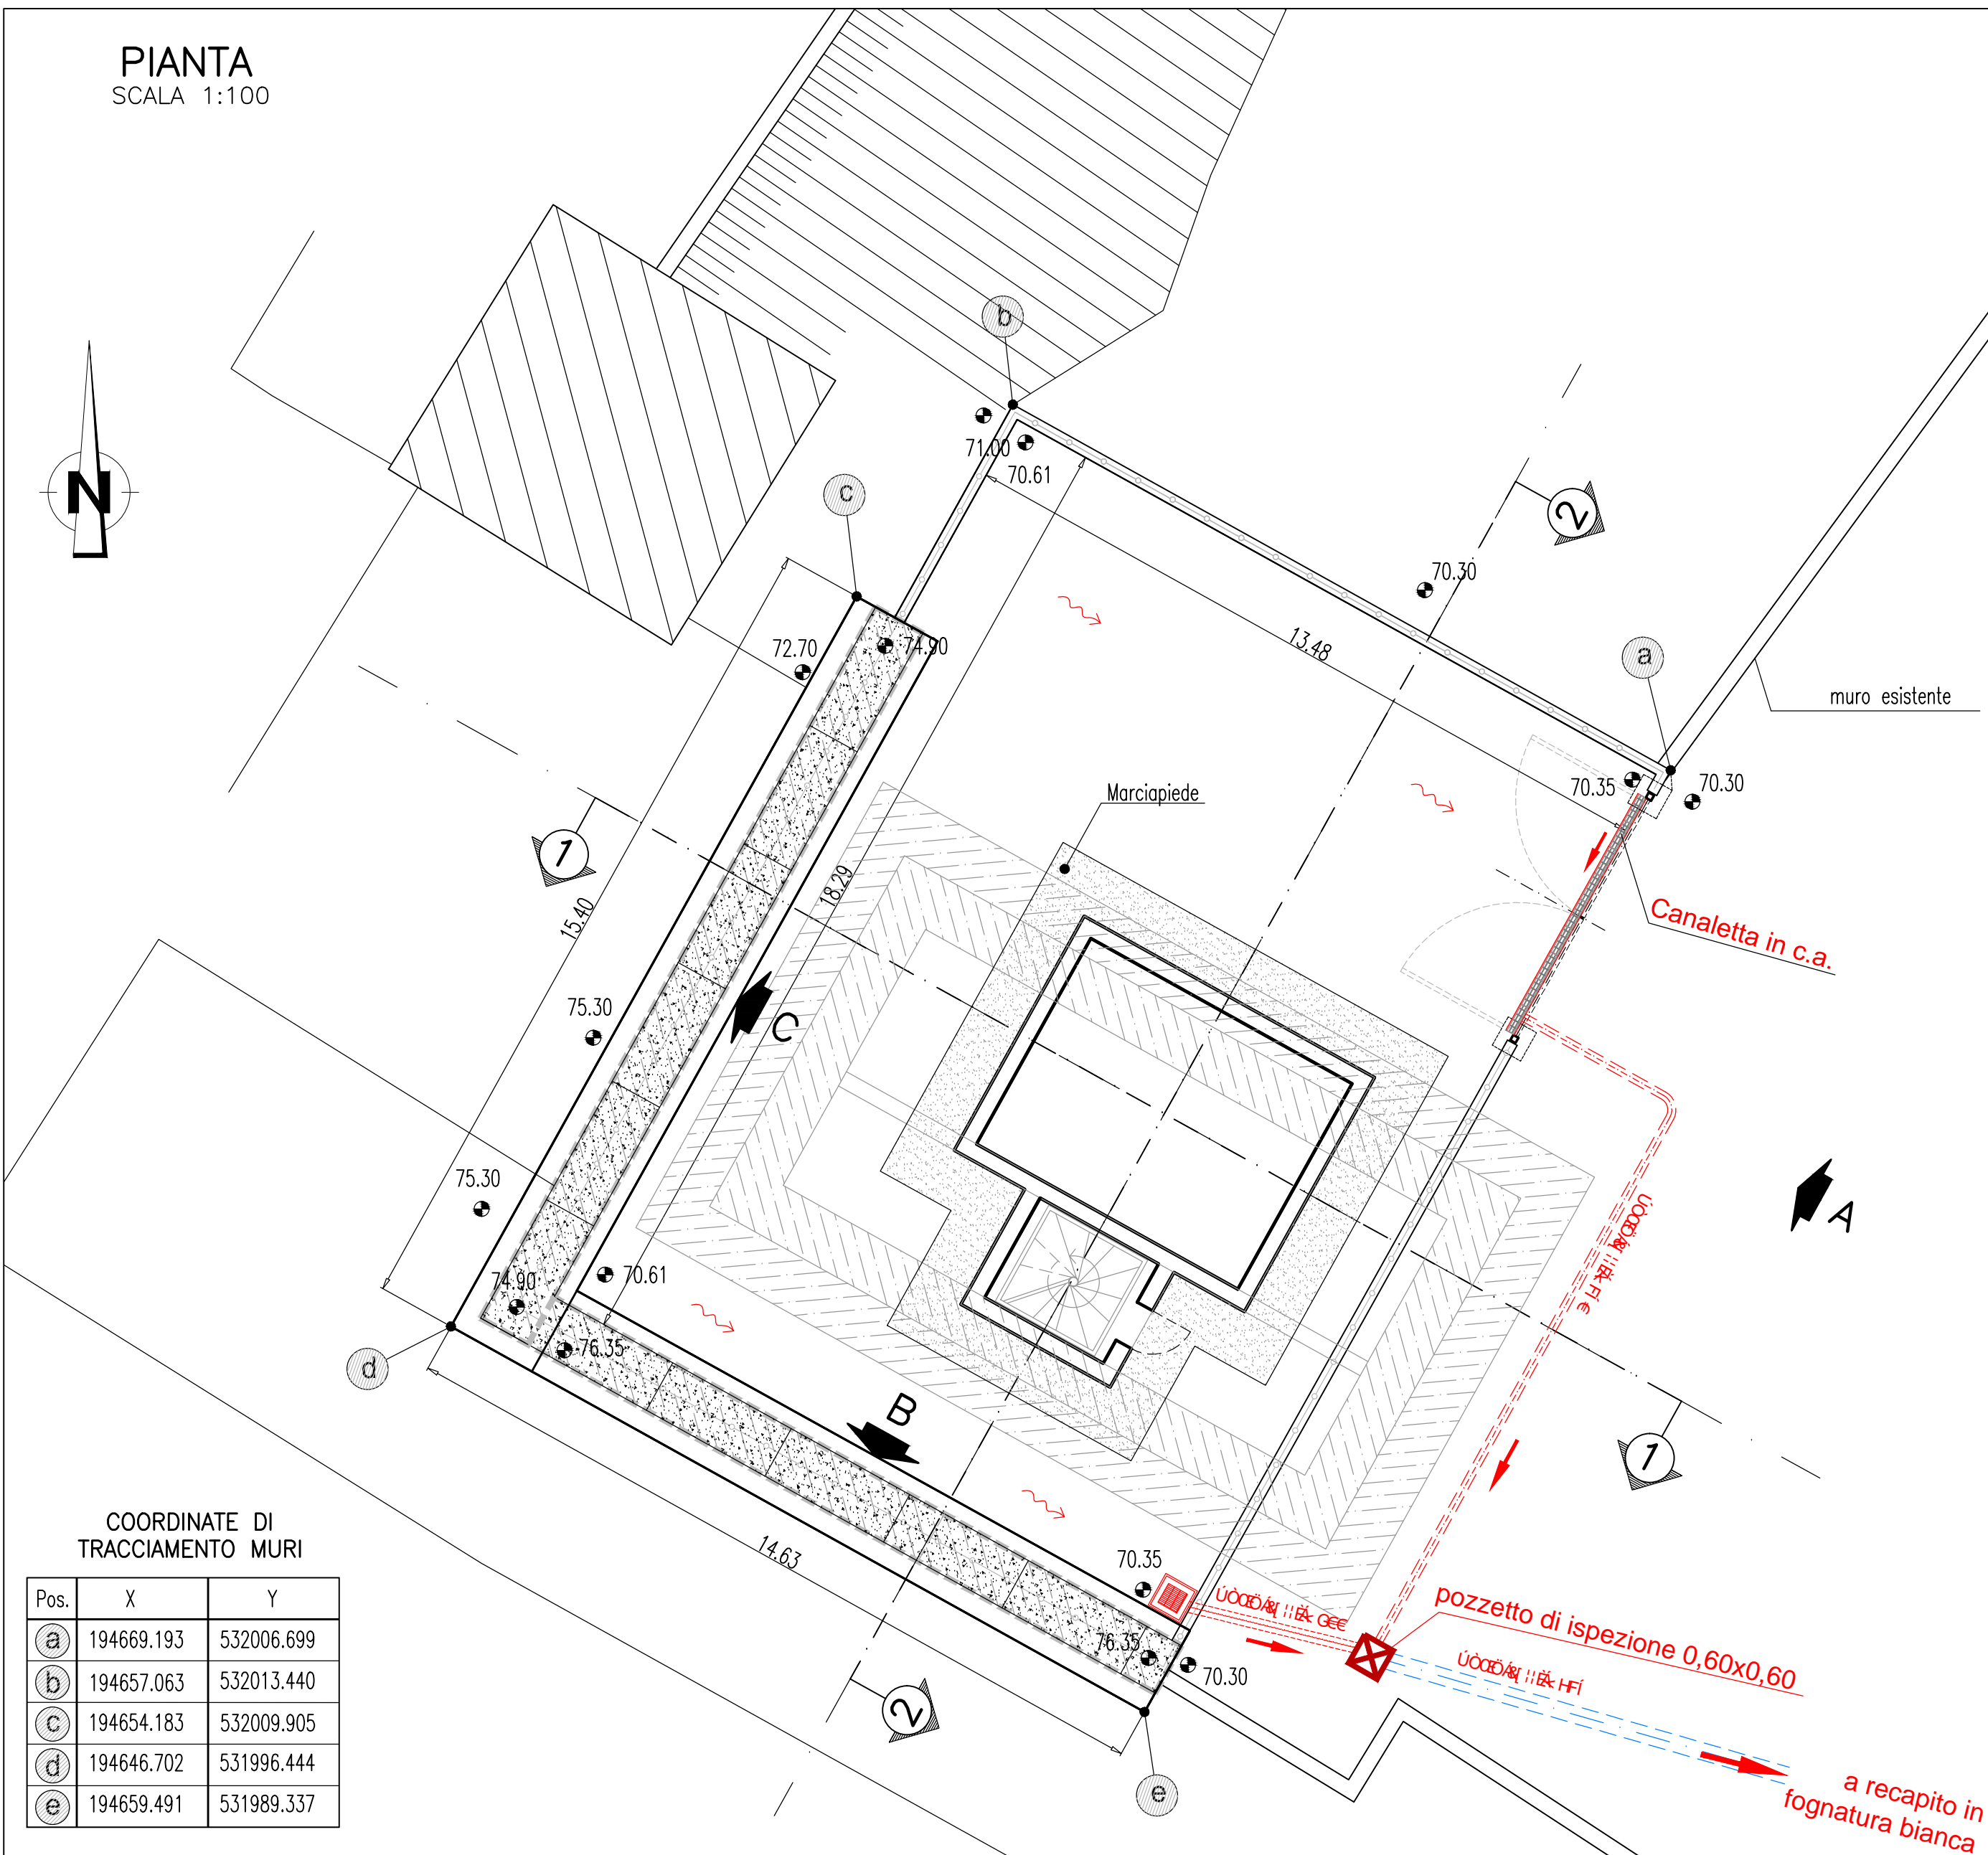 PIANTA
SCALA 1:100
N
b
71.00
70.61
c
2
70.30
13.48
a
muro esistente
72.70
74.90
70.35
70.30
Marciapiede
1
18.29
15.40
Canaletta in c.a.
C
75.30
75.30
A
74.90
70.61
76.35
d
B
1
14.63
70.35
76.35
70.30
pozzetto di ispezione 0,60x0,60
2
e
a recapito in
fognatura bianca
COORDINATE DI
TRACCIAMENTO MURI
Pos. X Y
a 194669.193 532006.699
b 194657.063 532013.440
c 194654.183 532009.905
d 194646.702 531996.444
e 194659.491 531989.337